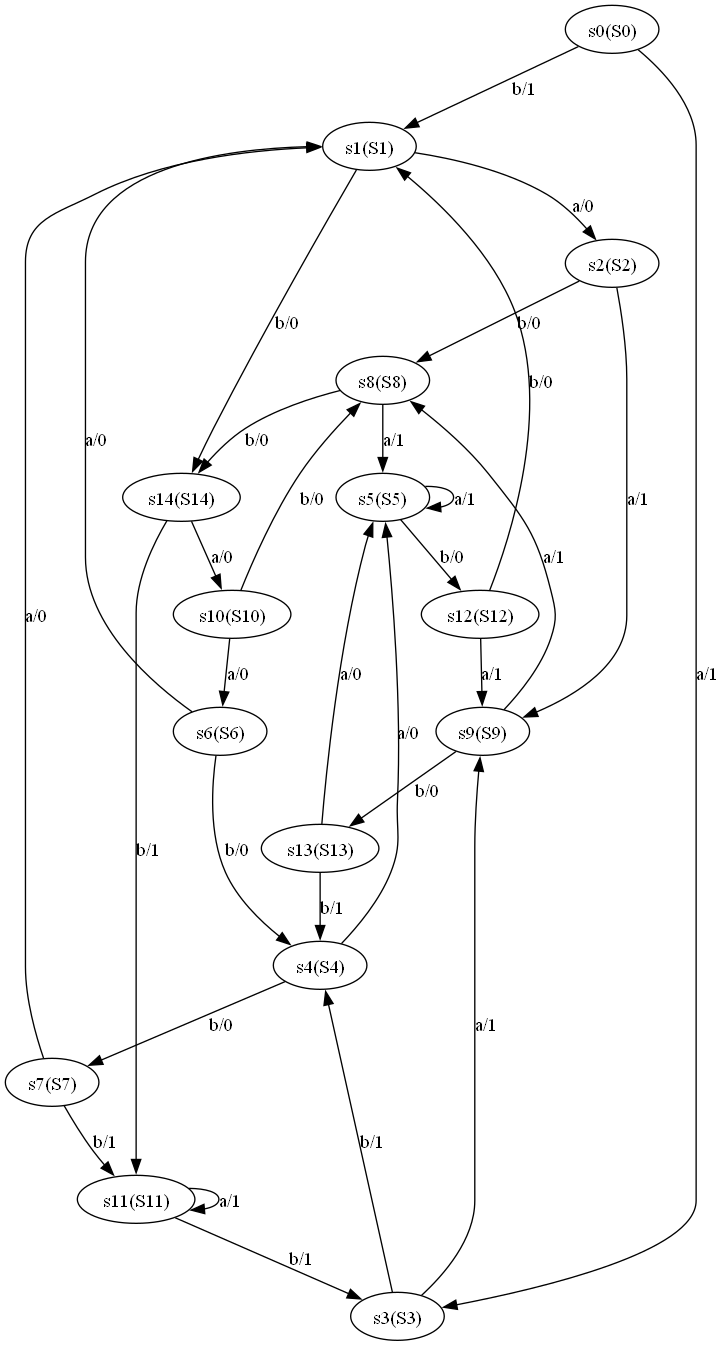 s0(S0)
b/1
s1(S1)
a/0
s2(S2)
b/0
b/0
s8(S8)
b/0
a/0
b/0
a/1
s14(S14)
s5(S5)
a/1
b/0
a/1
a/0
b/0
a/1
s10(S10)
s12(S12)
a/0
a/0
a/0
a/1
a/1
s6(S6)
s9(S9)
a/0
b/0
b/1
b/0
s13(S13)
b/1
s4(S4)
b/0
a/1
s7(S7)
b/1
b/1
s11(S11)
a/1
b/1
s3(S3)